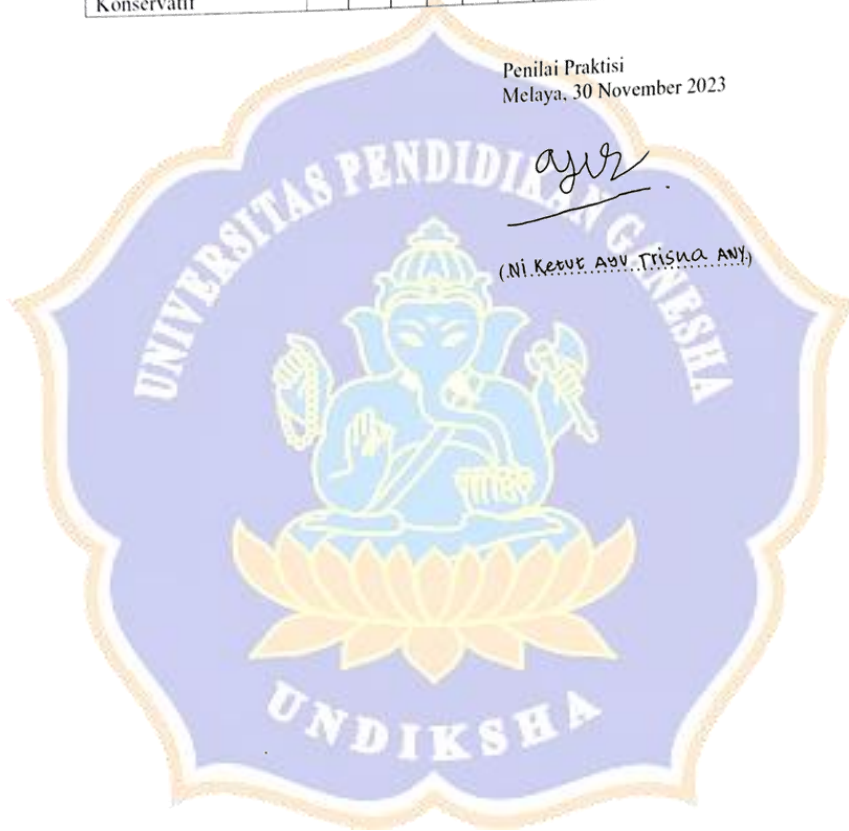 Konservatif
Penilai Praktisi
Melaya, 30 November 2023
(Ni Ketut Ayu Trisna ANY.)
UNIVERSITAS PENDIDIKAN GANESHA
UNDIKSHA